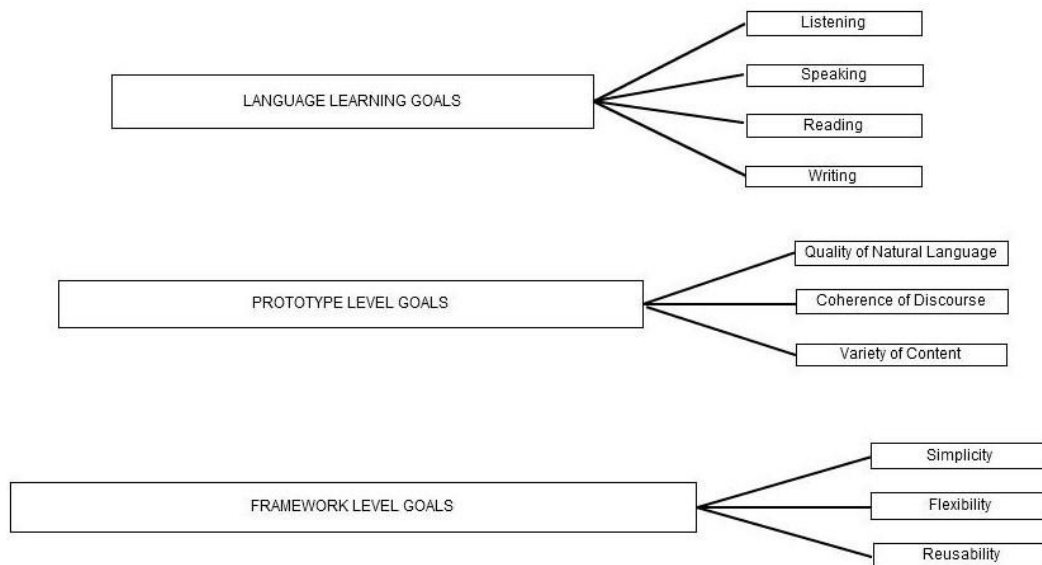 LANGUAGE LEARNING GOALS
Listening
Speaking
Reading
Writing
PROTOTYPE LEVEL GOALS
Quality of Natural Language
Coherence of Discourse
Variety of Content
FRAMEWORK LEVEL GOALS
Simplicity
Flexibility
Reusability